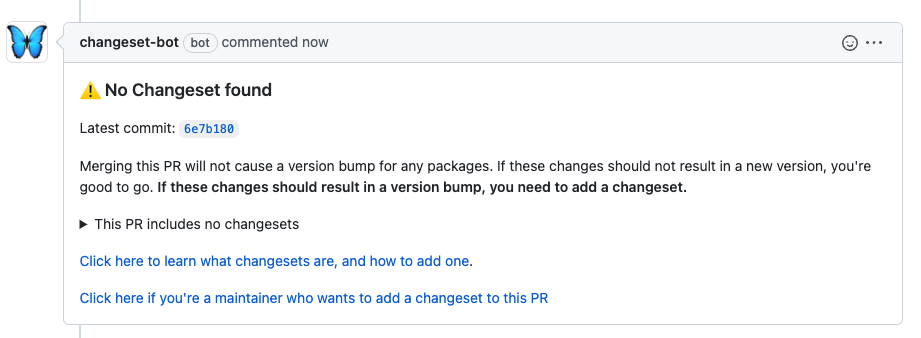 changeset-bot bot commented now
⚠️ No Changeset found
Latest commit: 6e7b180
Merging this PR will not cause a version bump for any packages. If these changes should not result in a new version, you're
good to go. If these changes should result in a version bump, you need to add a changeset.
▶ This PR includes no changesets
Click here to learn what changesets are, and how to add one.
Click here if you're a maintainer who wants to add a changeset to this PR